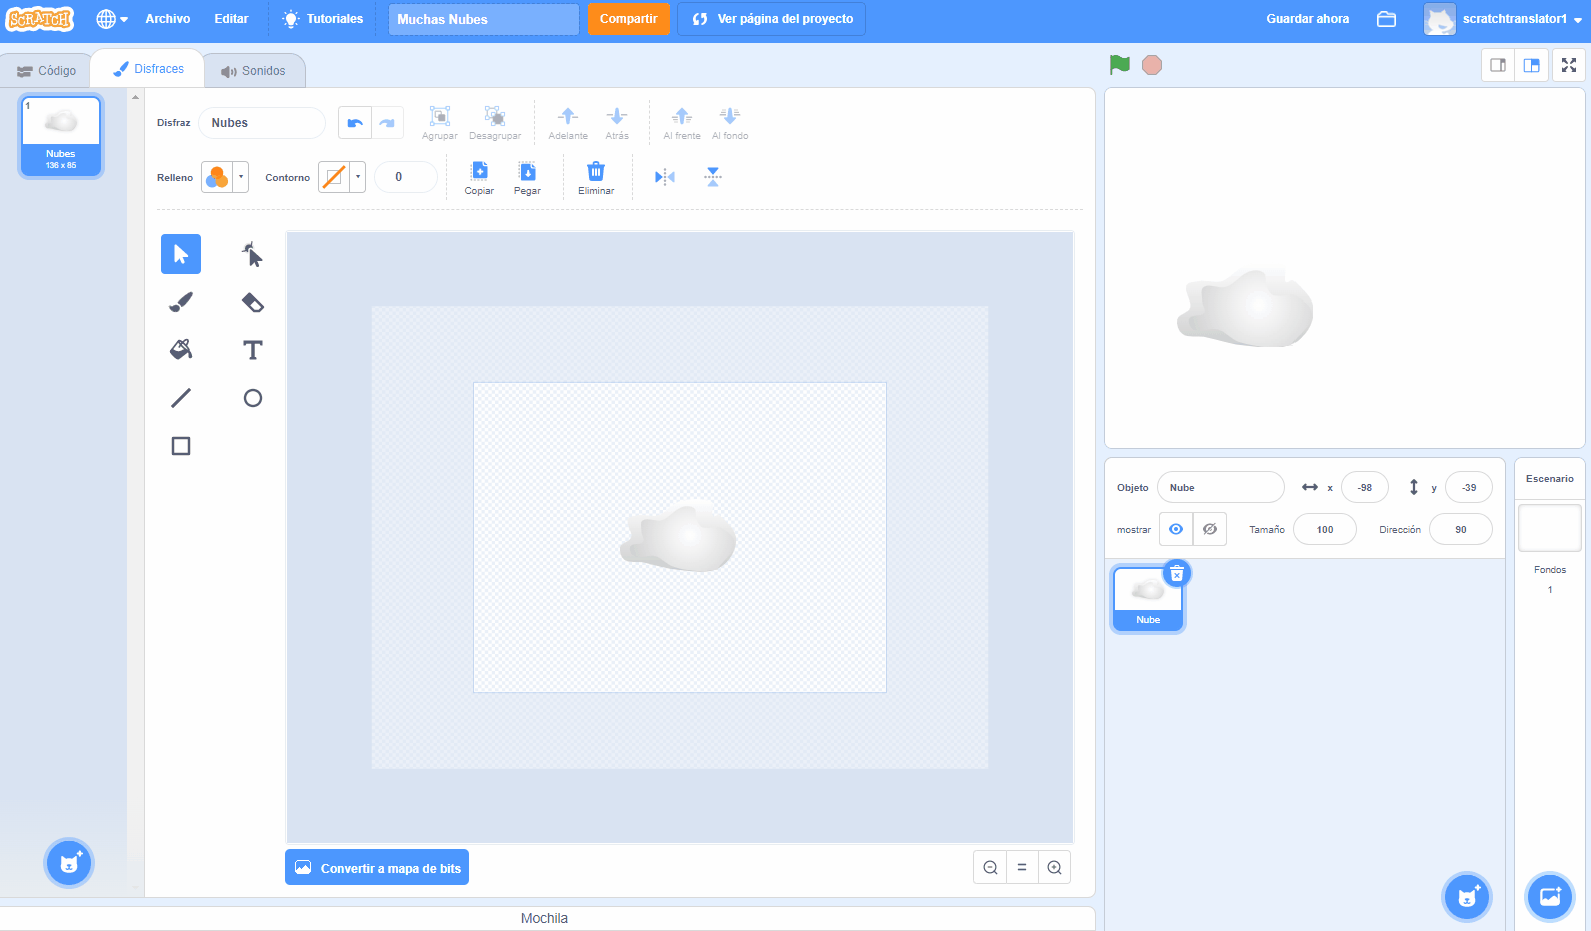 SCRATCH Archivo Editar Tutoriales Muchas Nubes Compartir Ver página del proyecto Guardar ahora scratchtranslator1
Código Disfraces Sonidos
1
Nubes
136 x 85
Disfraz Nubes Agrupar Desagrupar Adelante Atrás Al frente Al fondo
Relleno Contorno 0 Copiar Pegar Eliminar
T
Convertir a mapa de bits
Mochila
Objeto Nube x -98 y -39
mostrar Tamaño 100 Dirección 90
Nube
Escenario
Fondos
1